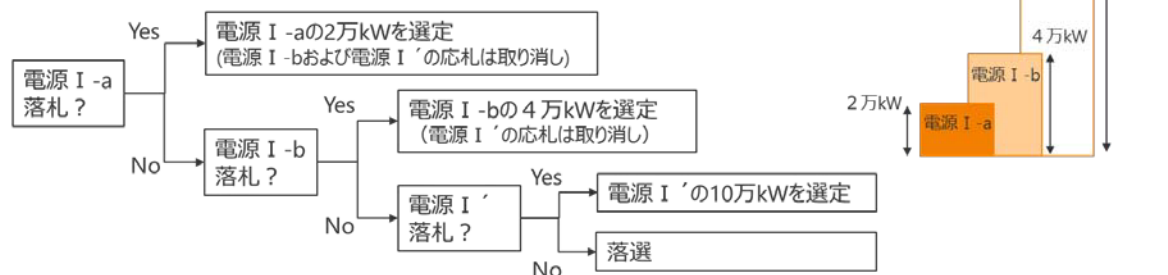 Yes
電源Ⅰ-aの2万kWを選定
(電源Ⅰ-bおよび電源Ⅰ´の応札は取り消し)
電源Ⅰ-a
落札？
No
Yes
電源Ⅰ-bの４万kWを選定
（電源Ⅰ´の応札は取り消し）
電源Ⅰ-b
落札？
No
Yes
電源Ⅰ´の10万kWを選定
電源Ⅰ´
落札？
No
落選
４万kW
電源Ⅰ-b
２万kW
電源Ⅰ-a